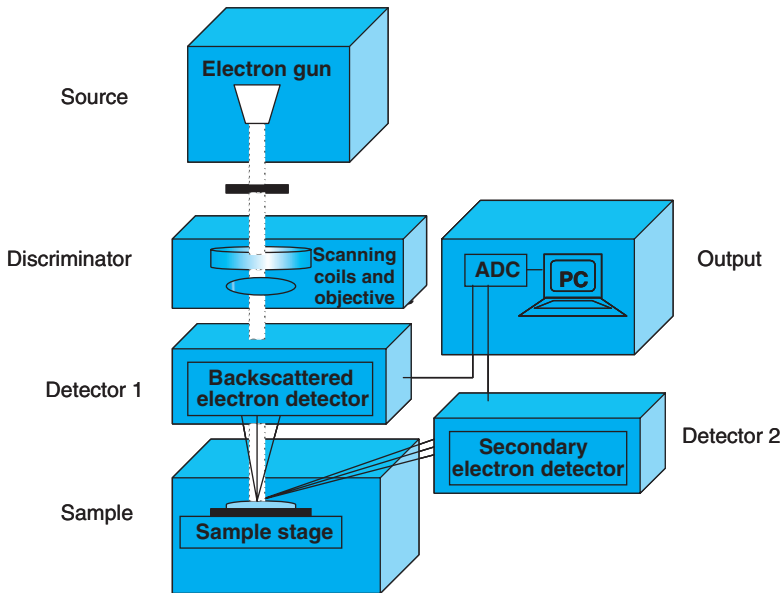 Source
Electron gun
Discriminator
Scanning
coils and
objective
Output
ADC
PC
Detector 1
Backscattered
electron detector
Detector 2
Secondary
electron detector
Sample
Sample stage